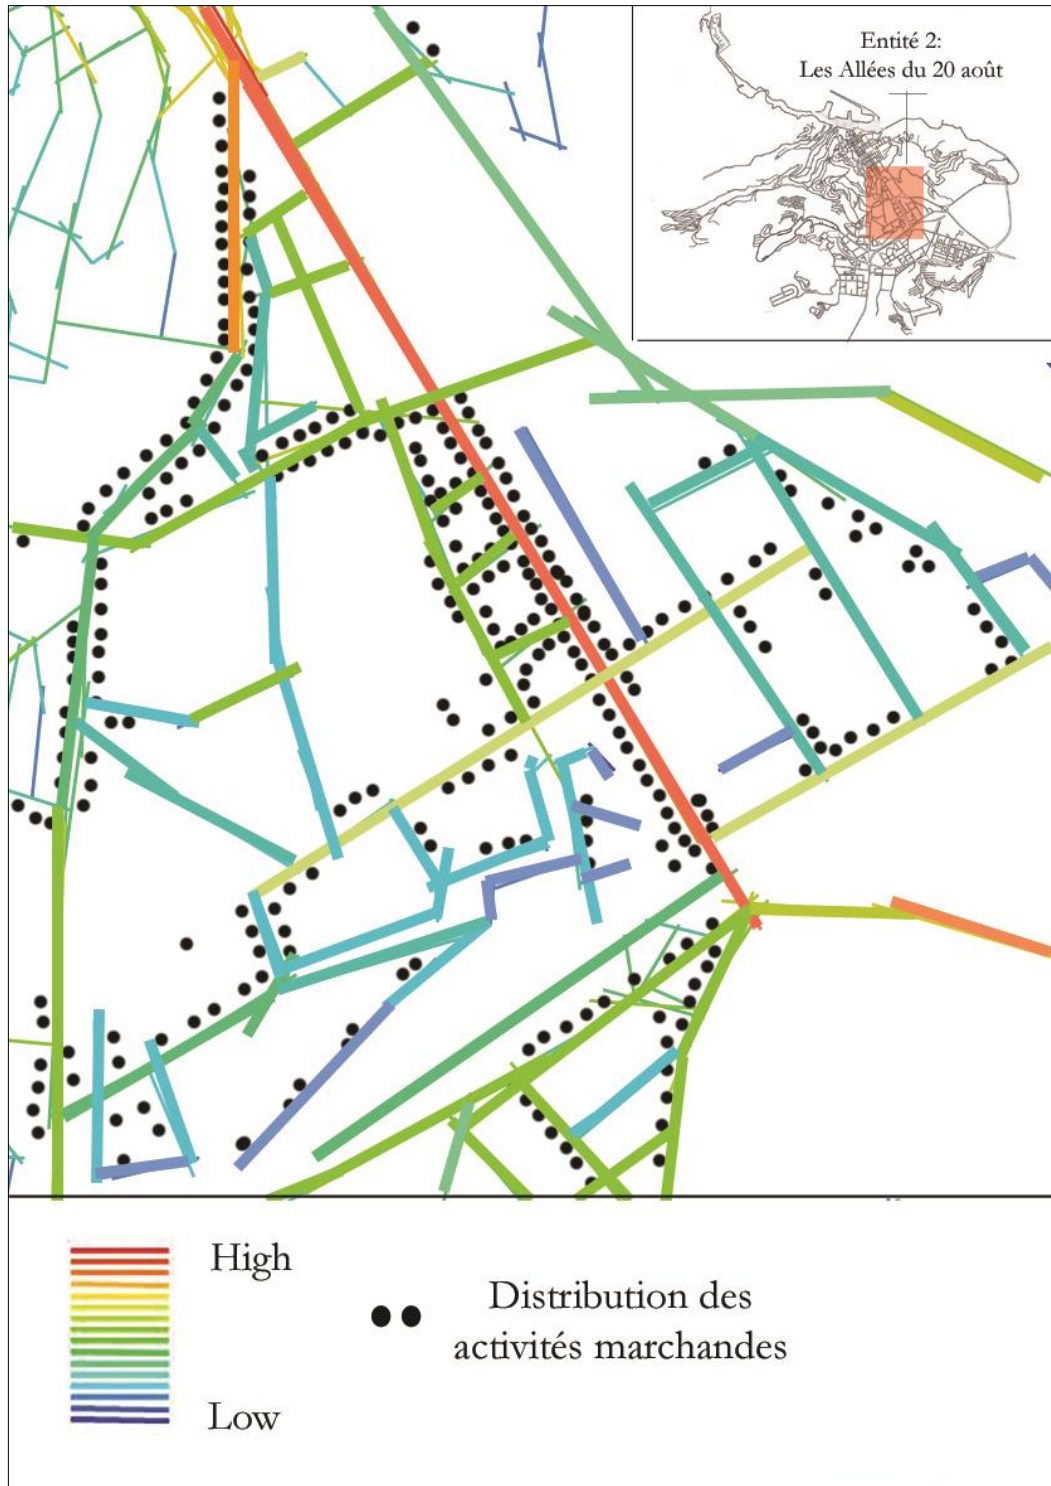 Entité 2:
Les Allées du 20 août
High
Low
Distribution des
activités marchandes